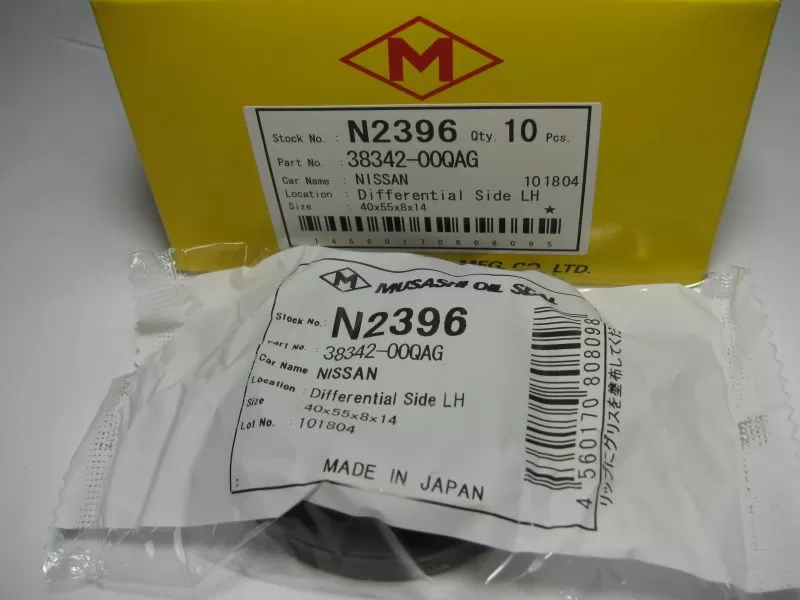 M
Stock No. : N2396 Qty. 10 Pcs.
Part No. : 38342-00QAG
Car Name : NISSAN 101804
Location : Differential Side LH
Size : 40x55x8x14 ★
14560170808095
MFG. CO., LTD.
M MUSASHI OIL SEAL
Stock No. : N2396
Part No. : 38342-00QAG
Car Name NISSAN
Location : Differential Side LH
Size : 40x55x8x14
Lot No. : 101804
MADE IN JAPAN
4 560170 808098
リップにグリスを塗布してくだ